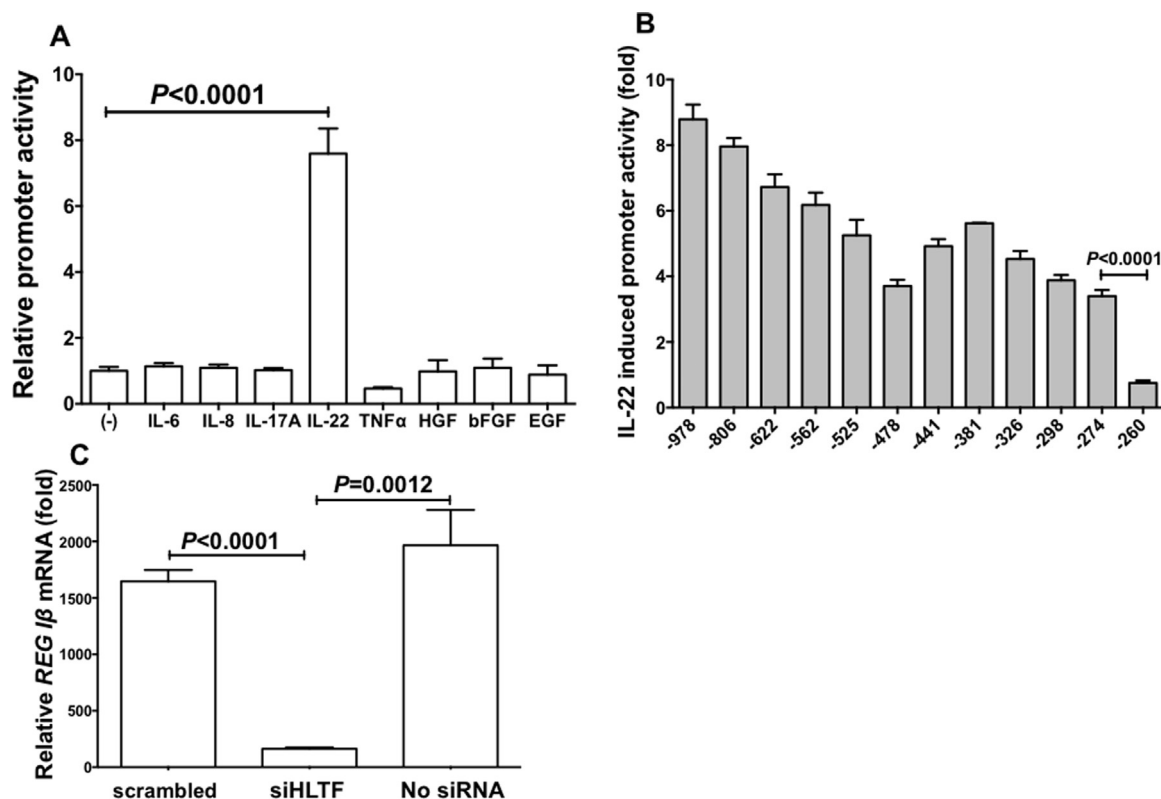 A
Relative promoter activity
10
8
6
4
2
0
P<0.0001
(-) IL-6 IL-8 IL-17A IL-22 TNFα HGF bFGF EGF
B
IL-22 induced promoter activity (fold)
10
8
6
4
2
0
P<0.0001
-978 -806 -622 -562 -525 -478 -441 -381 -326 -298 -274 -260
C
Relative REG Iβ mRNA (fold)
2500
2000
1500
1000
500
0
P<0.0001
P=0.0012
scrambled siHLTF No siRNA